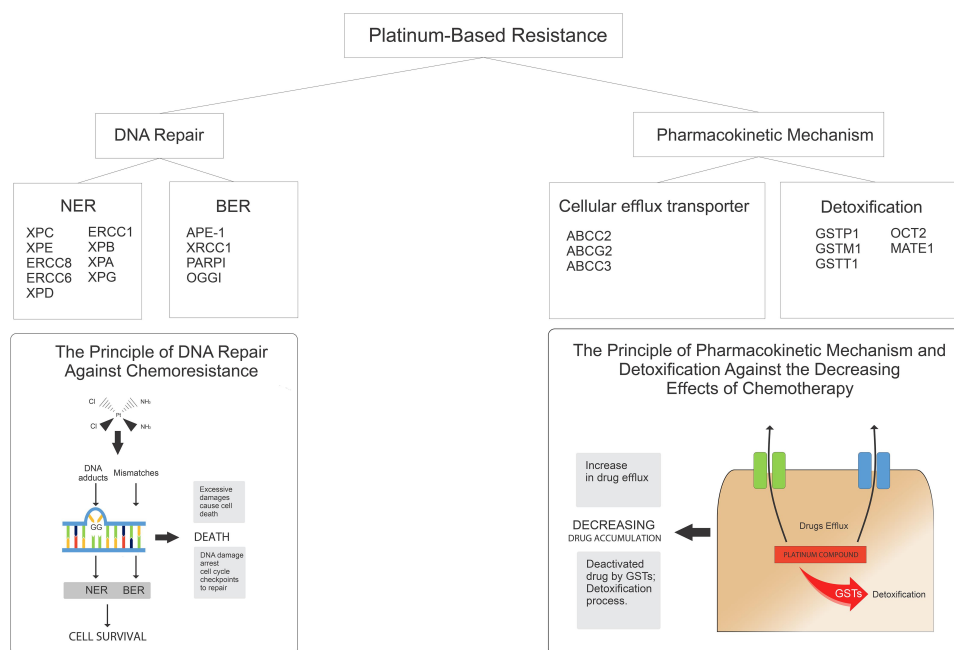 Platinum-Based Resistance
DNA Repair
Pharmacokinetic Mechanism
NER
XPC
XPE
ERCC8
ERCC6
XPD
ERCC1
XPB
XPA
XPG
BER
APE-1
XRCC1
PARPI
OGGI
Cellular efflux transporter
ABCC2
ABCG2
ABCC3
Detoxification
GSTP1
GSTM1
GSTT1
OCT2
MATE1
The Principle of DNA Repair
Against Chemoresistance
Cl
NH₂
Pt
Cl
NH₂
DNA
adducts
Mismatches
GG
Excessive
damages
cause cell
death
DEATH
DNA damage
arrest
cell cycle
checkpoints
to repair
NER
BER
CELL SURVIVAL
The Principle of Pharmacokinetic Mechanism and
Detoxification Against the Decreasing
Effects of Chemotherapy
Increase
in drug efflux
DECREASING
DRUG ACCUMULATION
Deactivated
drug by GSTs;
Detoxification
process.
Drugs Efflux
PLATINUM COMPOUND
GSTs
Detoxification